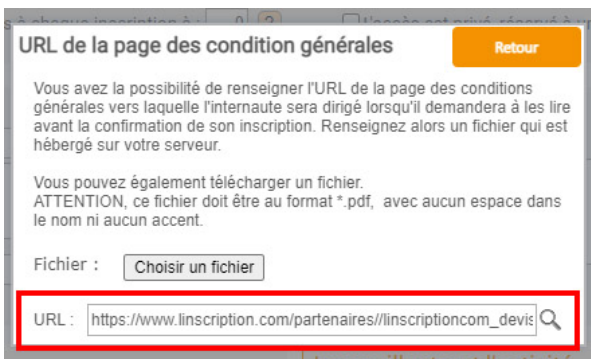 s à chaque inscription à : 0 ?
URL de la page des condition générales
Retour
Vous avez la possibilité de renseigner l'URL de la page des conditions
générales vers laquelle l'internaute sera dirigé lorsqu'il demandera à les lire
avant la confirmation de son inscription. Renseignez alors un fichier qui est
hébergé sur votre serveur.
Vous pouvez également télécharger un fichier.
ATTENTION, ce fichier doit être au format *.pdf, avec aucun espace dans
le nom ni aucun accent.
Fichier :
Choisir un fichier
URL : https://www.linscription.com/partenaires//linscriptioncom_devis